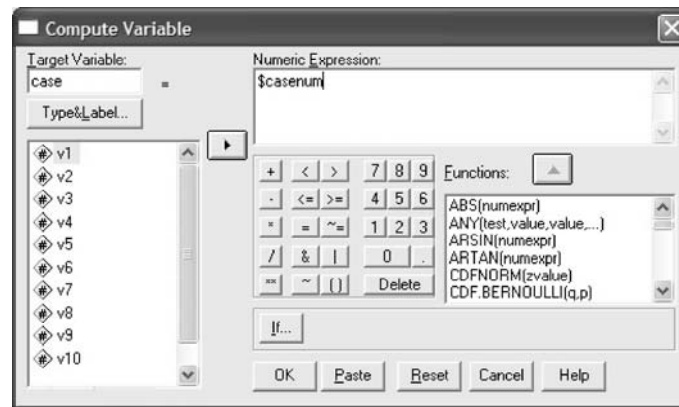 Compute Variable
Target Variable:
case
=
Numeric Expression:
$casenum
Type&Label...
v1
v2
v3
v4
v5
v6
v7
v8
v9
v10
+ < > 7 8 9
- <= >= 4 5 6
* = ~= 1 2 3
/ & | 0 .
** ~ () Delete
Functions:
ABS(numexpr)
ANY(test,value,value,...)
ARSIN(numexpr)
ARTAN(numexpr)
CDFNORM(zvalue)
CDF.BERNOULLI(q,p)
If...
OK Paste Reset Cancel Help